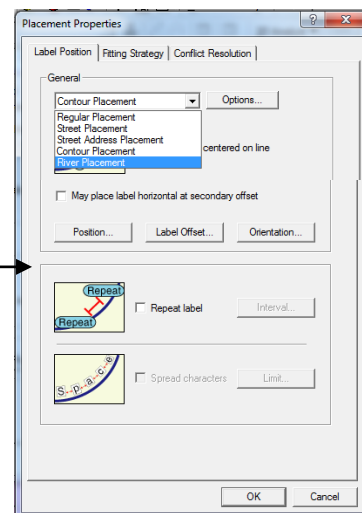 Placement Properties
Label Position
Fitting Strategy
Conflict Resolution
General
Contour Placement
Options...
Regular Placement
Street Placement
Street Address Placement
Contour Placement
River Placement
centered on line
May place label horizontal at secondary offset
Position...
Label Offset...
Orientation...
Repeat
Repeat
Repeat label
Interval...
S p a c e
Spread characters
Limit...
OK
Cancel